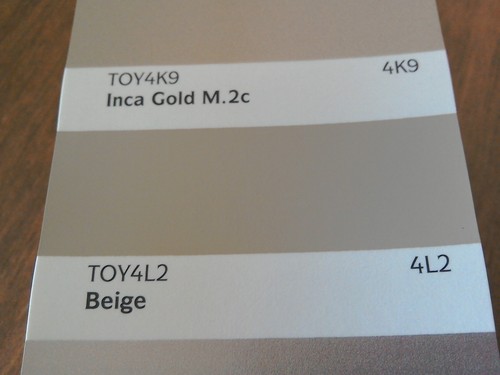 TOY4K9 4K9
Inca Gold M.2c
TOY4L2 4L2
Beige